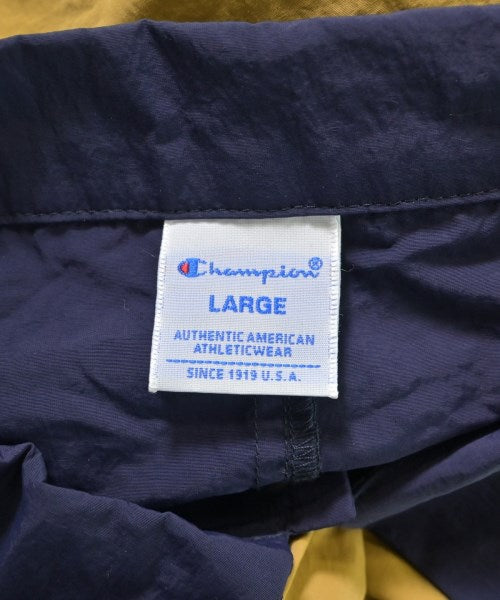 Champion®
LARGE
AUTHENTIC AMERICAN
ATHLETICWEAR
SINCE 1919 U.S.A.